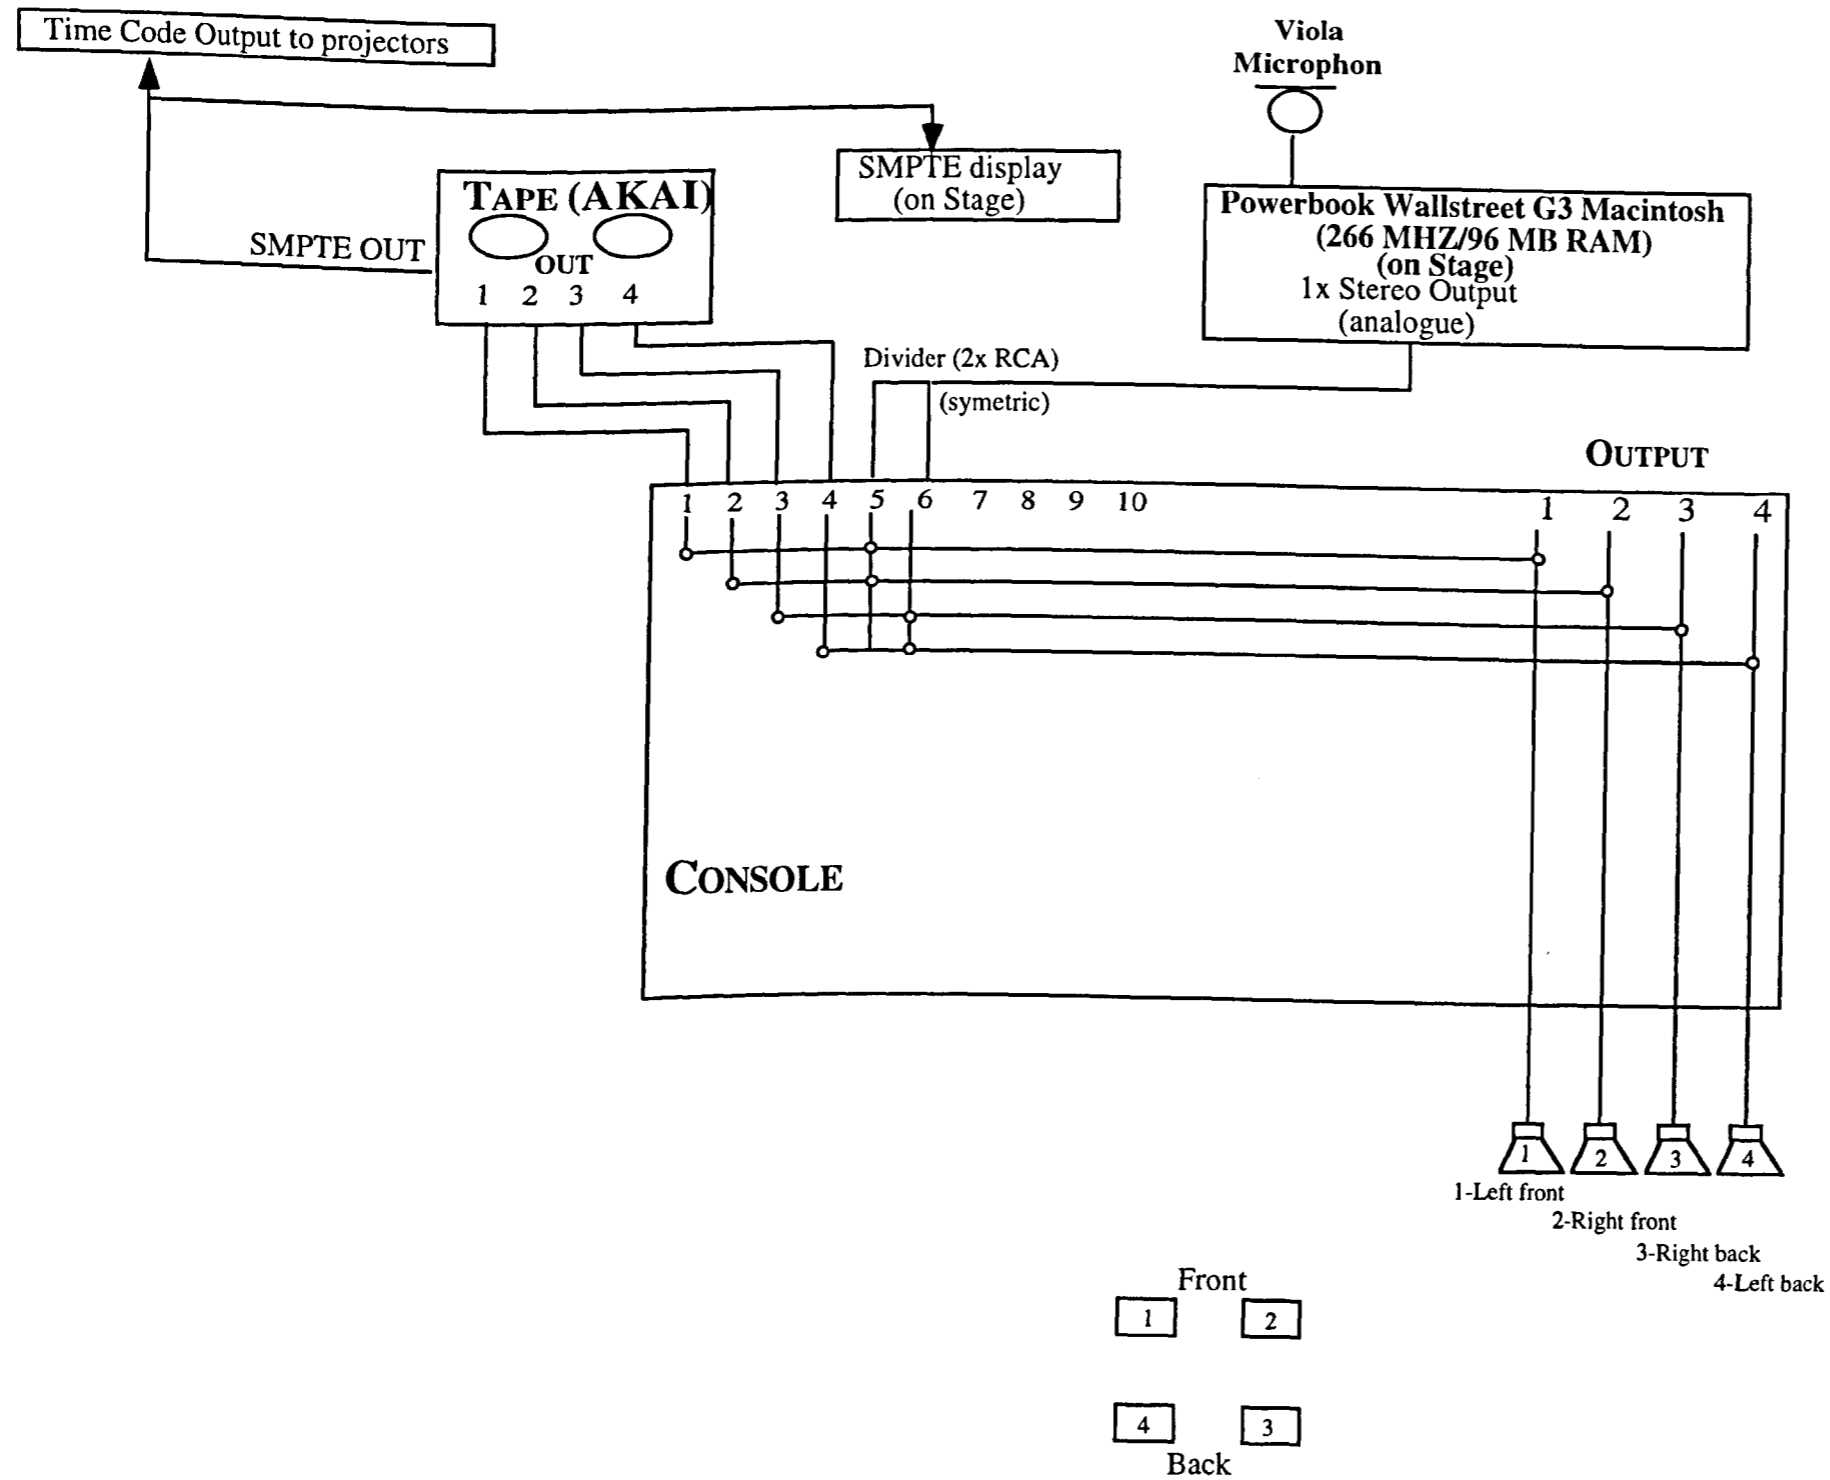 Time Code Output to projectors
Viola
Microphon
SMPTE display
(on Stage)
TAPE (AKAI)
SMPTE OUT
OUT
1 2 3 4
Powerbook Wallstreet G3 Macintosh
(266 MHZ/96 MB RAM)
(on Stage)
1x Stereo Output
(analogue)
Divider (2x RCA)
(symetric)
OUTPUT
1 2 3 4 5 6 7 8 9 10
1 2 3 4
CONSOLE
1 2 3 4
1-Left front
2-Right front
3-Right back
4-Left back
Front
1 2
4 3
Back